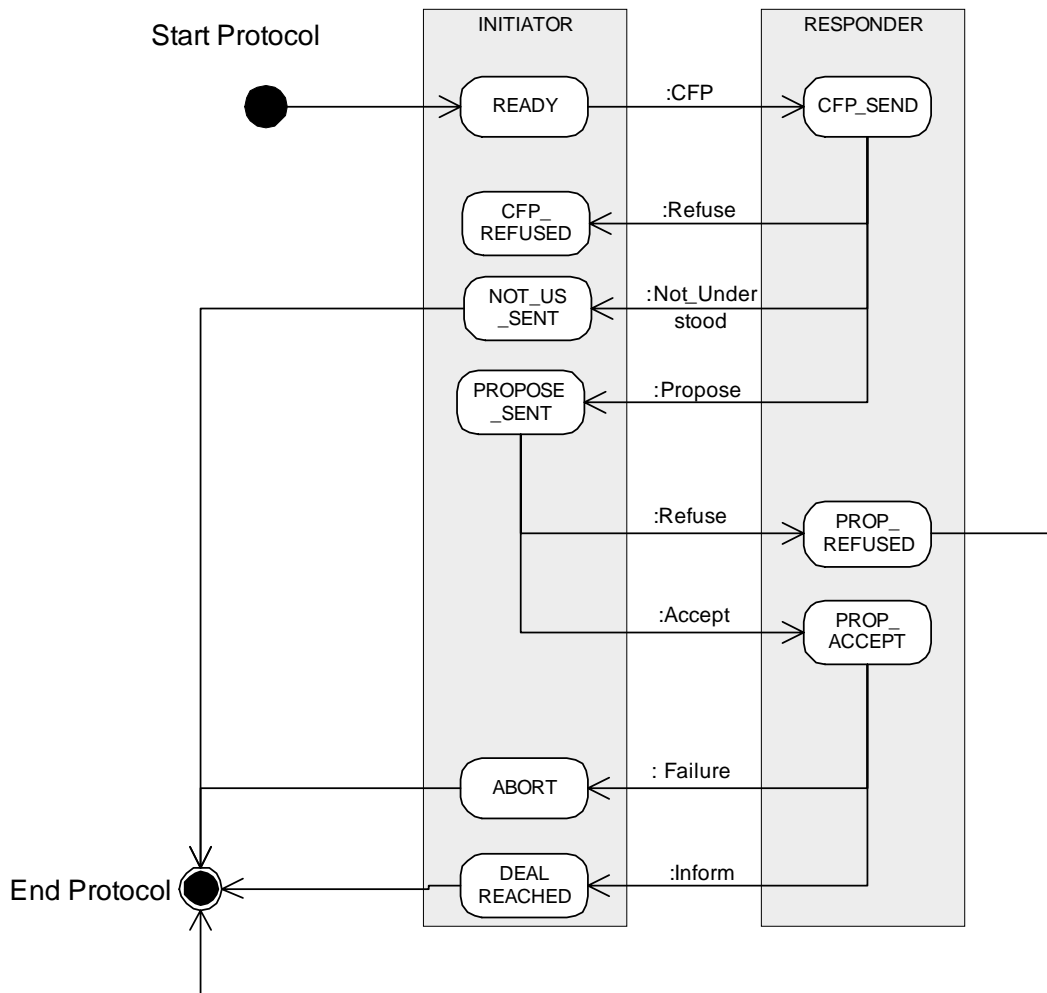 INITIATOR
RESPONDER
Start Protocol
READY
:CFP
CFP_SEND
CFP_
REFUSED
:Refuse
NOT_US
_SENT
:Not_Under
stood
PROPOSE
_SENT
:Propose
:Refuse
PROP_
REFUSED
:Accept
PROP_
ACCEPT
ABORT
: Failure
DEAL
REACHED
:Inform
End Protocol